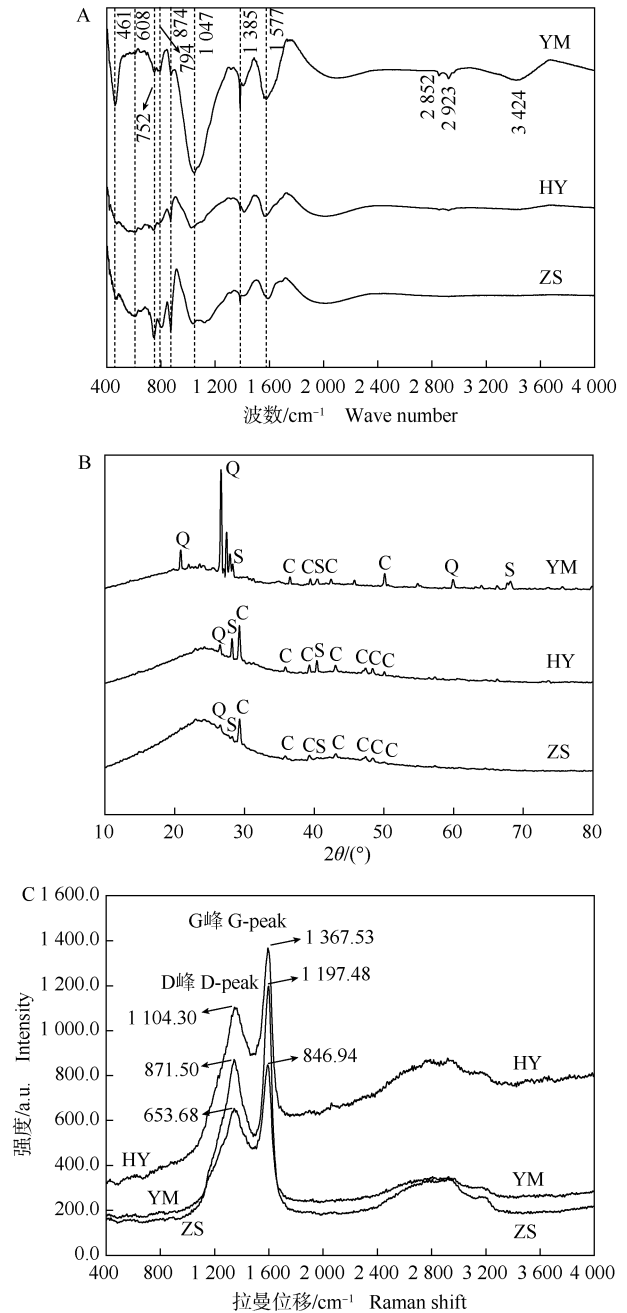 A
461
608
794
874
1 047
1 385
1 577
752
2 852
2 923
3 424
YM
HY
ZS
400 800 1 200 1 600 2 000 2 400 2 800 3 200 3 600 4 000
波数/cm⁻¹ Wave number
B
Q
Q
S
C
C
S
C
C
Q
S
YM
Q
S
C
C
C
S
C
C
C
C
HY
Q
S
C
C
C
S
C
C
C
C
ZS
10 20 30 40 50 60 70 80
2θ/(°)
C
1 600.0
1 400.0
1 200.0
1 000.0
800.0
600.0
400.0
200.0
0.0
强度/a.u. Intensity
G峰 G-peak
1 367.53
1 197.48
D峰 D-peak
1 104.30
871.50
846.94
653.68
HY
HY
YM
YM
ZS
ZS
400 800 1 200 1 600 2 000 2 400 2 800 3 200 3 600 4 000
拉曼位移/cm⁻¹ Raman shift